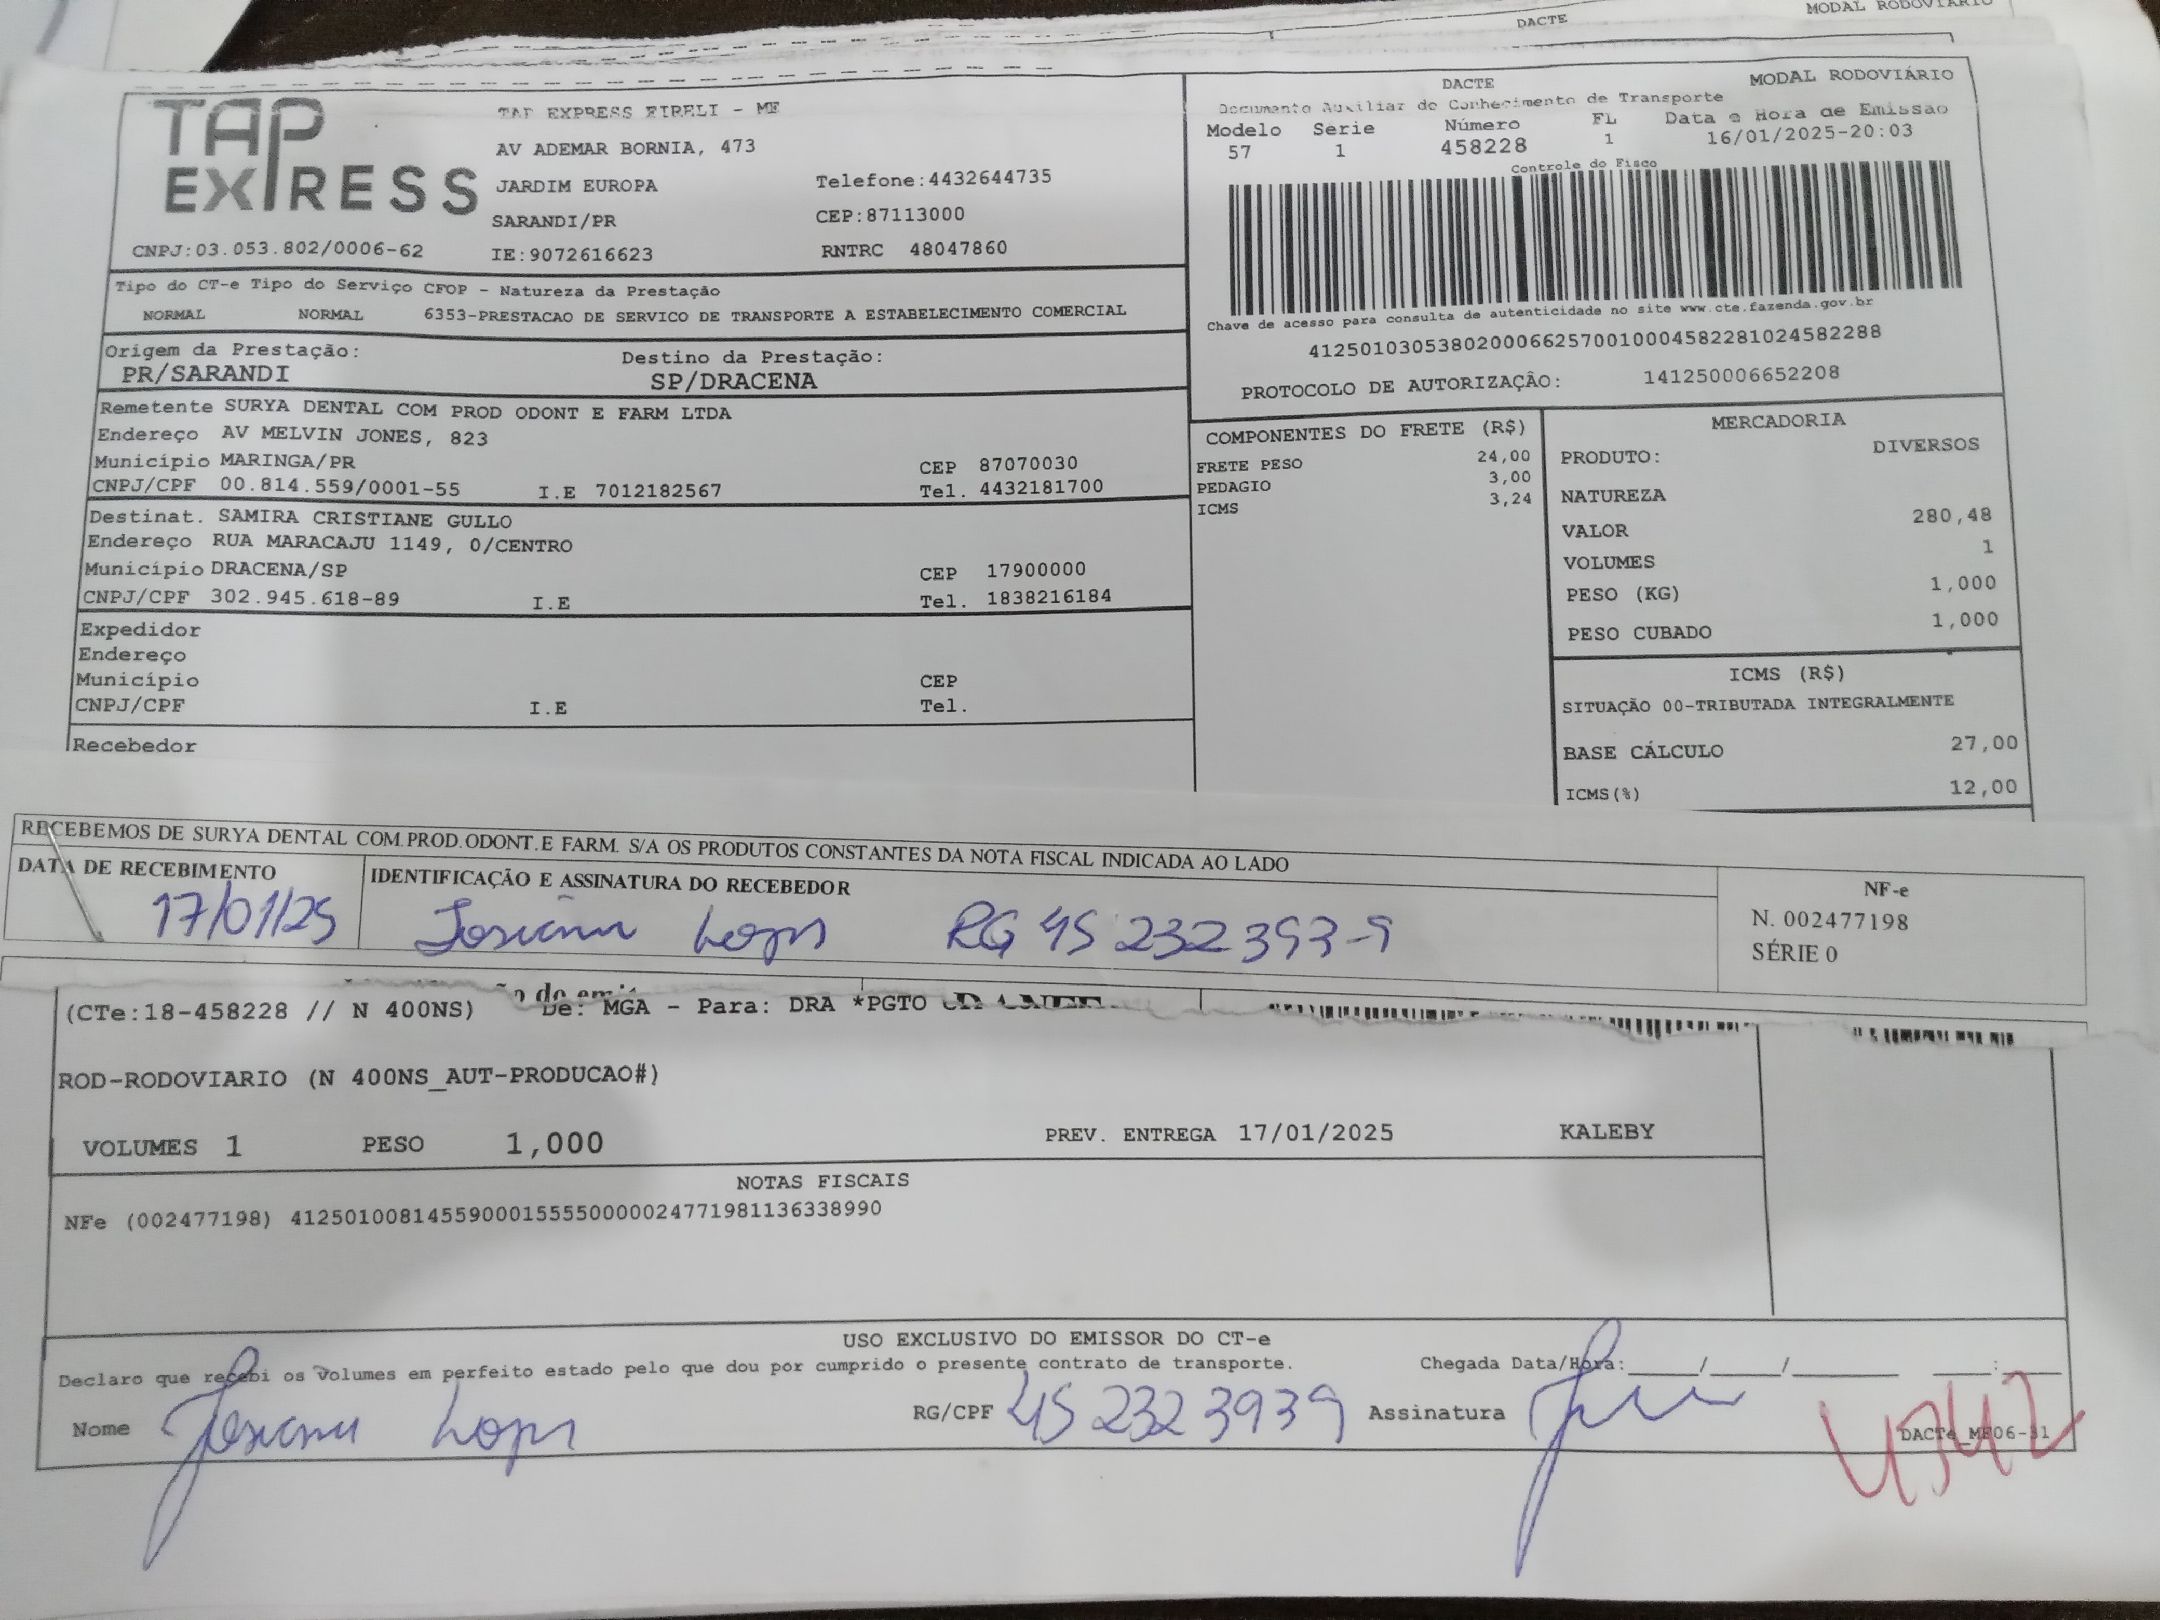 DACTE
MODAL RODOVIÁRIO
TAP EXPRESS
TAP EXPRESS EIRELI - ME
AV ADEMAR BORNIA, 473
JARDIM EUROPA Telefone:4432644735
SARANDI/PR CEP:87113000
CNPJ:03.053.802/0006-62 IE:9072616623 RNTRC 48047860
DACTE MODAL RODOVIÁRIO
Documento Auxiliar do Conhecimento de Transporte
Modelo Série Número FL Data e Hora de Emissão
57 1 458228 1 16/01/2025-20:03
Controle do Fisco
Chave de acesso para consulta de autenticidade no site www.cte.fazenda.gov.br
41250103053802000662570010004582281024582288
PROTOCOLO DE AUTORIZAÇÃO: 141250006652208
Tipo do CT-e Tipo do Serviço CFOP - Natureza da Prestação
NORMAL NORMAL 6353-PRESTACAO DE SERVICO DE TRANSPORTE A ESTABELECIMENTO COMERCIAL
Origem da Prestação: Destino da Prestação:
PR/SARANDI SP/DRACENA
Remetente SURYA DENTAL COM PROD ODONT E FARM LTDA
Endereço AV MELVIN JONES, 823
Município MARINGA/PR CEP 87070030
CNPJ/CPF 00.814.559/0001-55 I.E 7012182567 Tel. 4432181700
Destinat. SAMIRA CRISTIANE GULLO
Endereço RUA MARACAJU 1149, 0/CENTRO
Município DRACENA/SP CEP 17900000
CNPJ/CPF 302.945.618-89 I.E Tel. 1838216184
Expedidor
Endereço
Município CEP
CNPJ/CPF I.E Tel.
Recebedor
COMPONENTES DO FRETE (R$)
FRETE PESO 24,00
PEDAGIO 3,00
ICMS 3,24
MERCADORIA
PRODUTO: DIVERSOS
NATUREZA
VALOR 280,48
VOLUMES 1
PESO (KG) 1,000
PESO CUBADO 1,000
ICMS (R$)
SITUAÇÃO 00-TRIBUTADA INTEGRALMENTE
BASE CÁLCULO 27,00
ICMS(%) 12,00
RECEBEMOS DE SURYA DENTAL COM.PROD.ODONT.E FARM. S/A OS PRODUTOS CONSTANTES DA NOTA FISCAL INDICADA AO LADO
DATA DE RECEBIMENTO IDENTIFICAÇÃO E ASSINATURA DO RECEBEDOR
17/01/25 Josiane Lopes RG 45 232 393-9
NF-e
N. 002477198
SÉRIE 0
(CTe:18-458228 // N 400NS) De: MGA - Para: DRA *PGTO
ROD-RODOVIARIO (N 400NS_AUT-PRODUCAO#)
VOLUMES 1 PESO 1,000 PREV. ENTREGA 17/01/2025 KALEBY
NOTAS FISCAIS
NFe (002477198) 41250100814559000155550000024771981136338990
USO EXCLUSIVO DO EMISSOR DO CT-e
Declaro que recebi os Volumes em perfeito estado pelo que dou por cumprido o presente contrato de transporte. Chegada Data/Hora:____/____/______ ___:___
Nome Josiane Lopes RG/CPF 45 232 3939 Assinatura